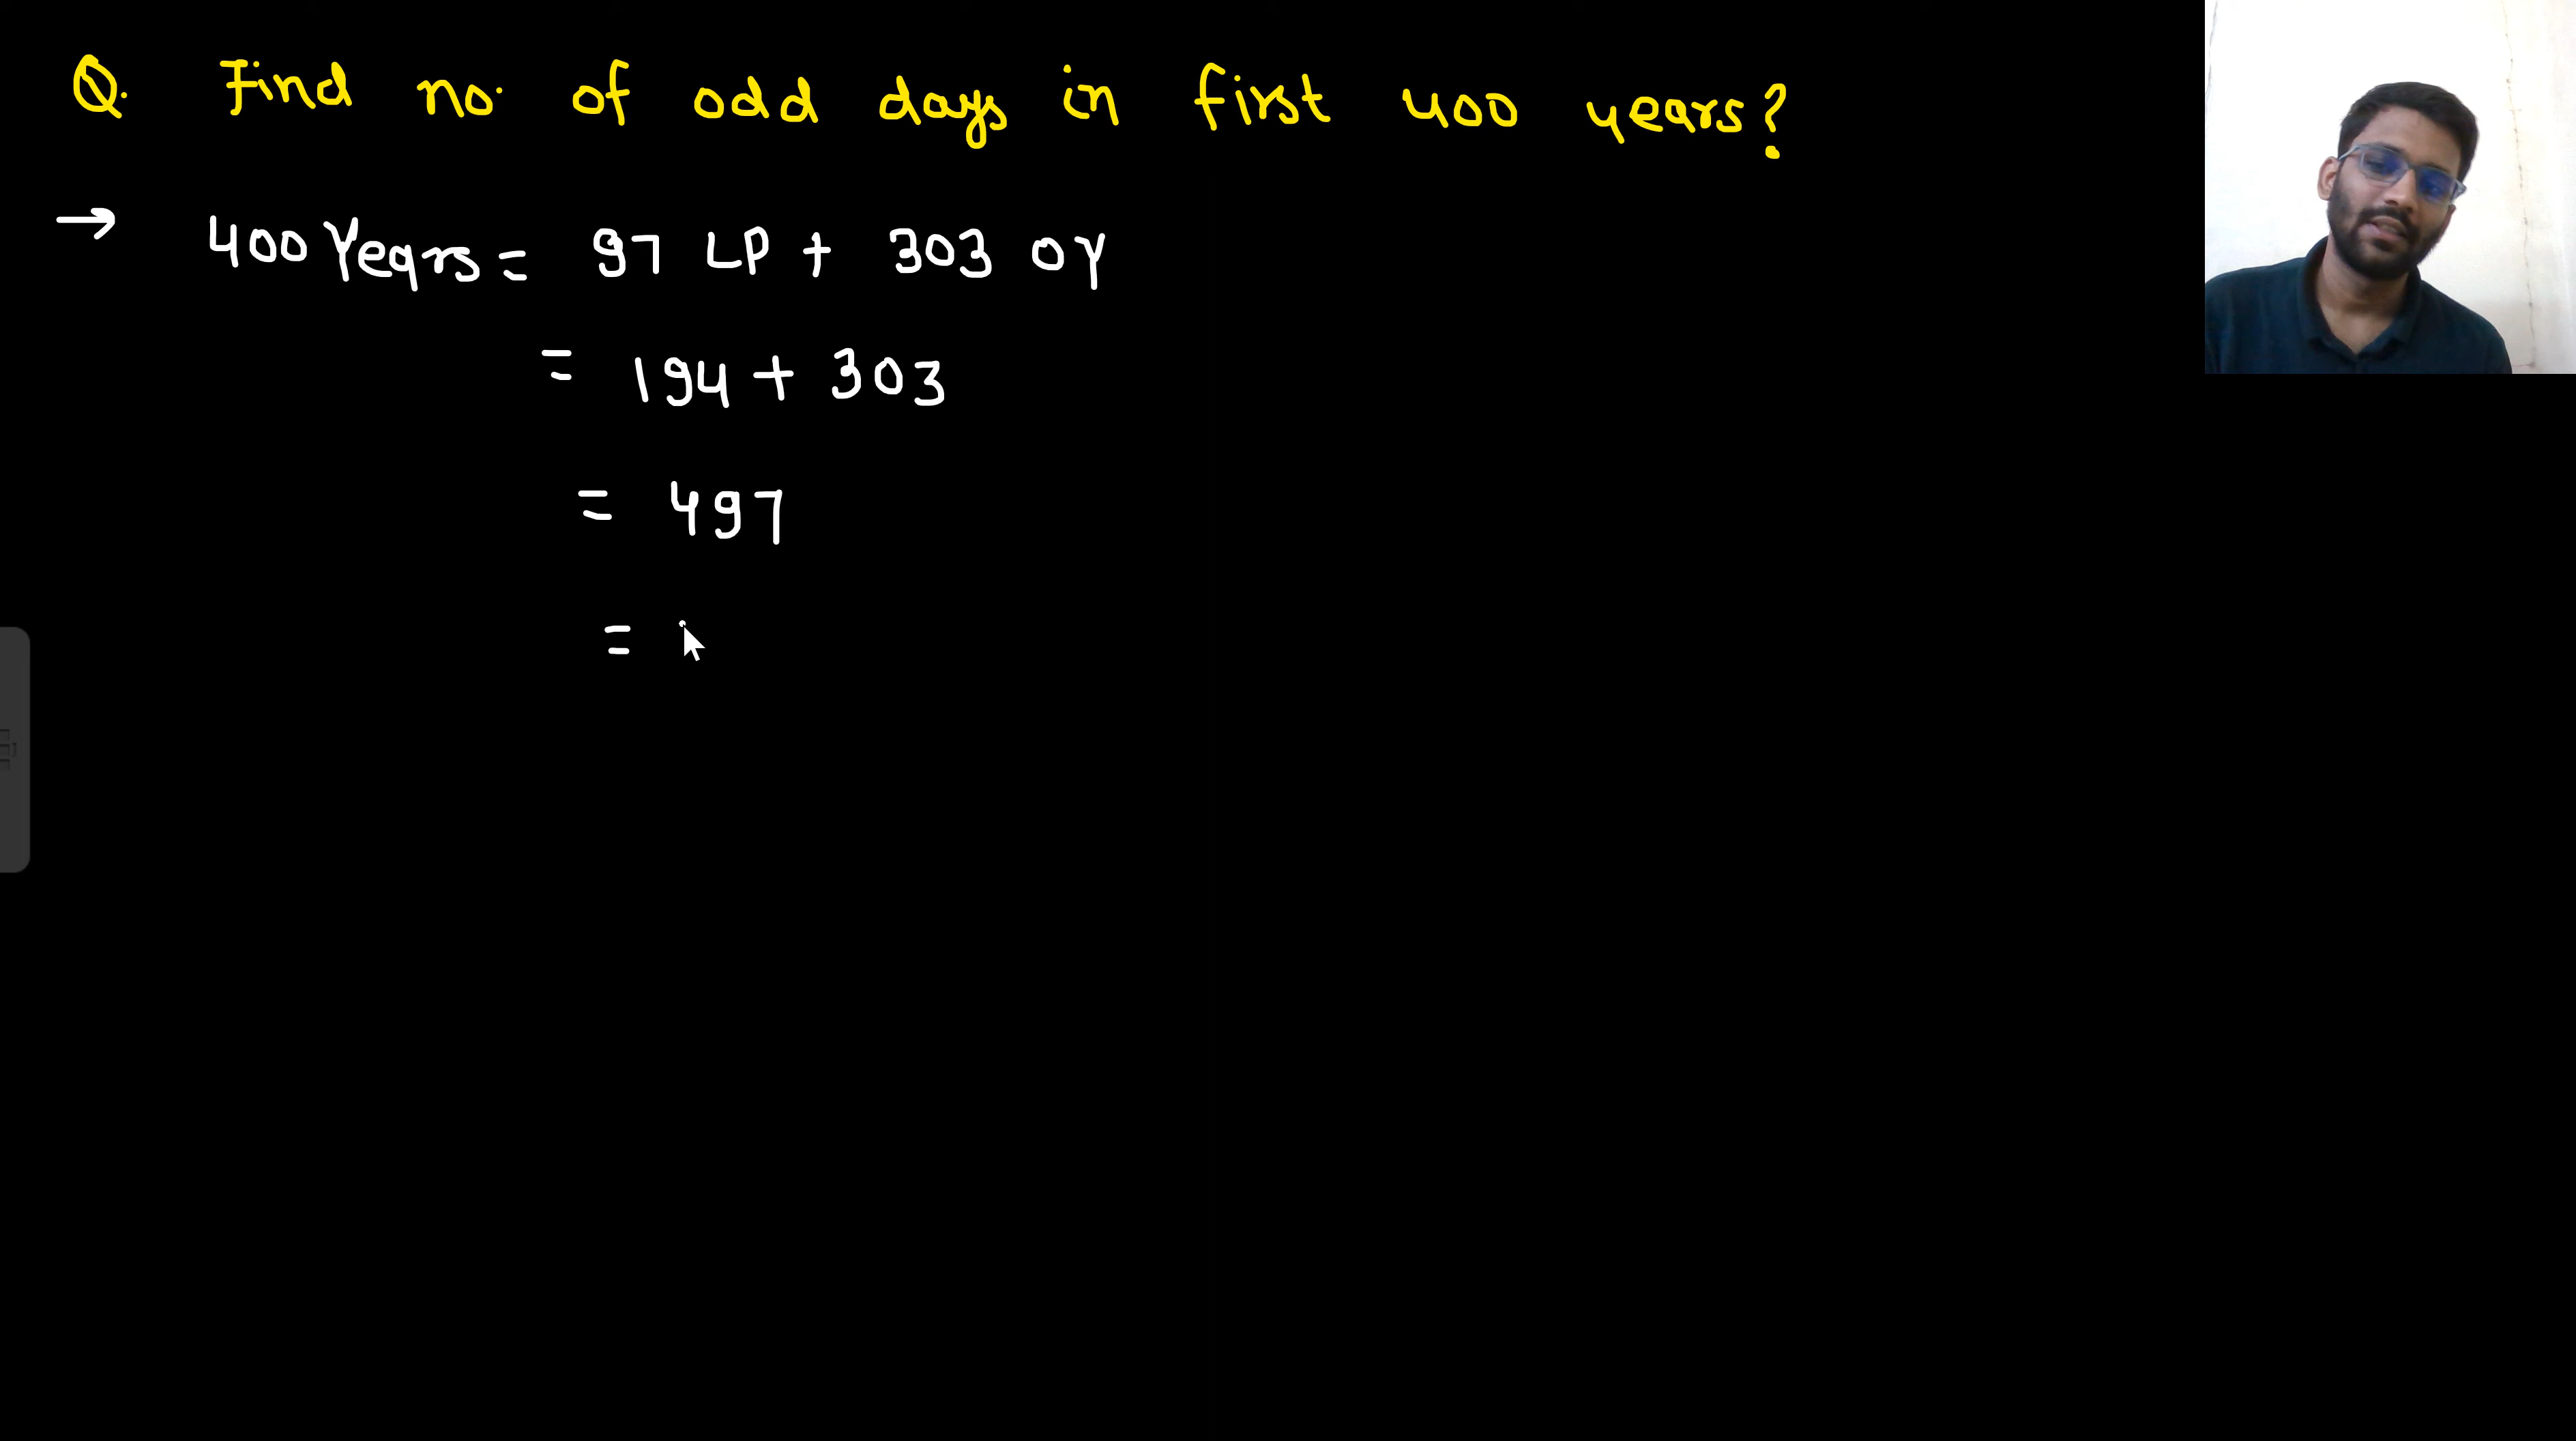 Q. Find no. of odd days in first 400 years?
→ 400 Years = 97 LP + 303 OY
= 194 + 303
= 497
=